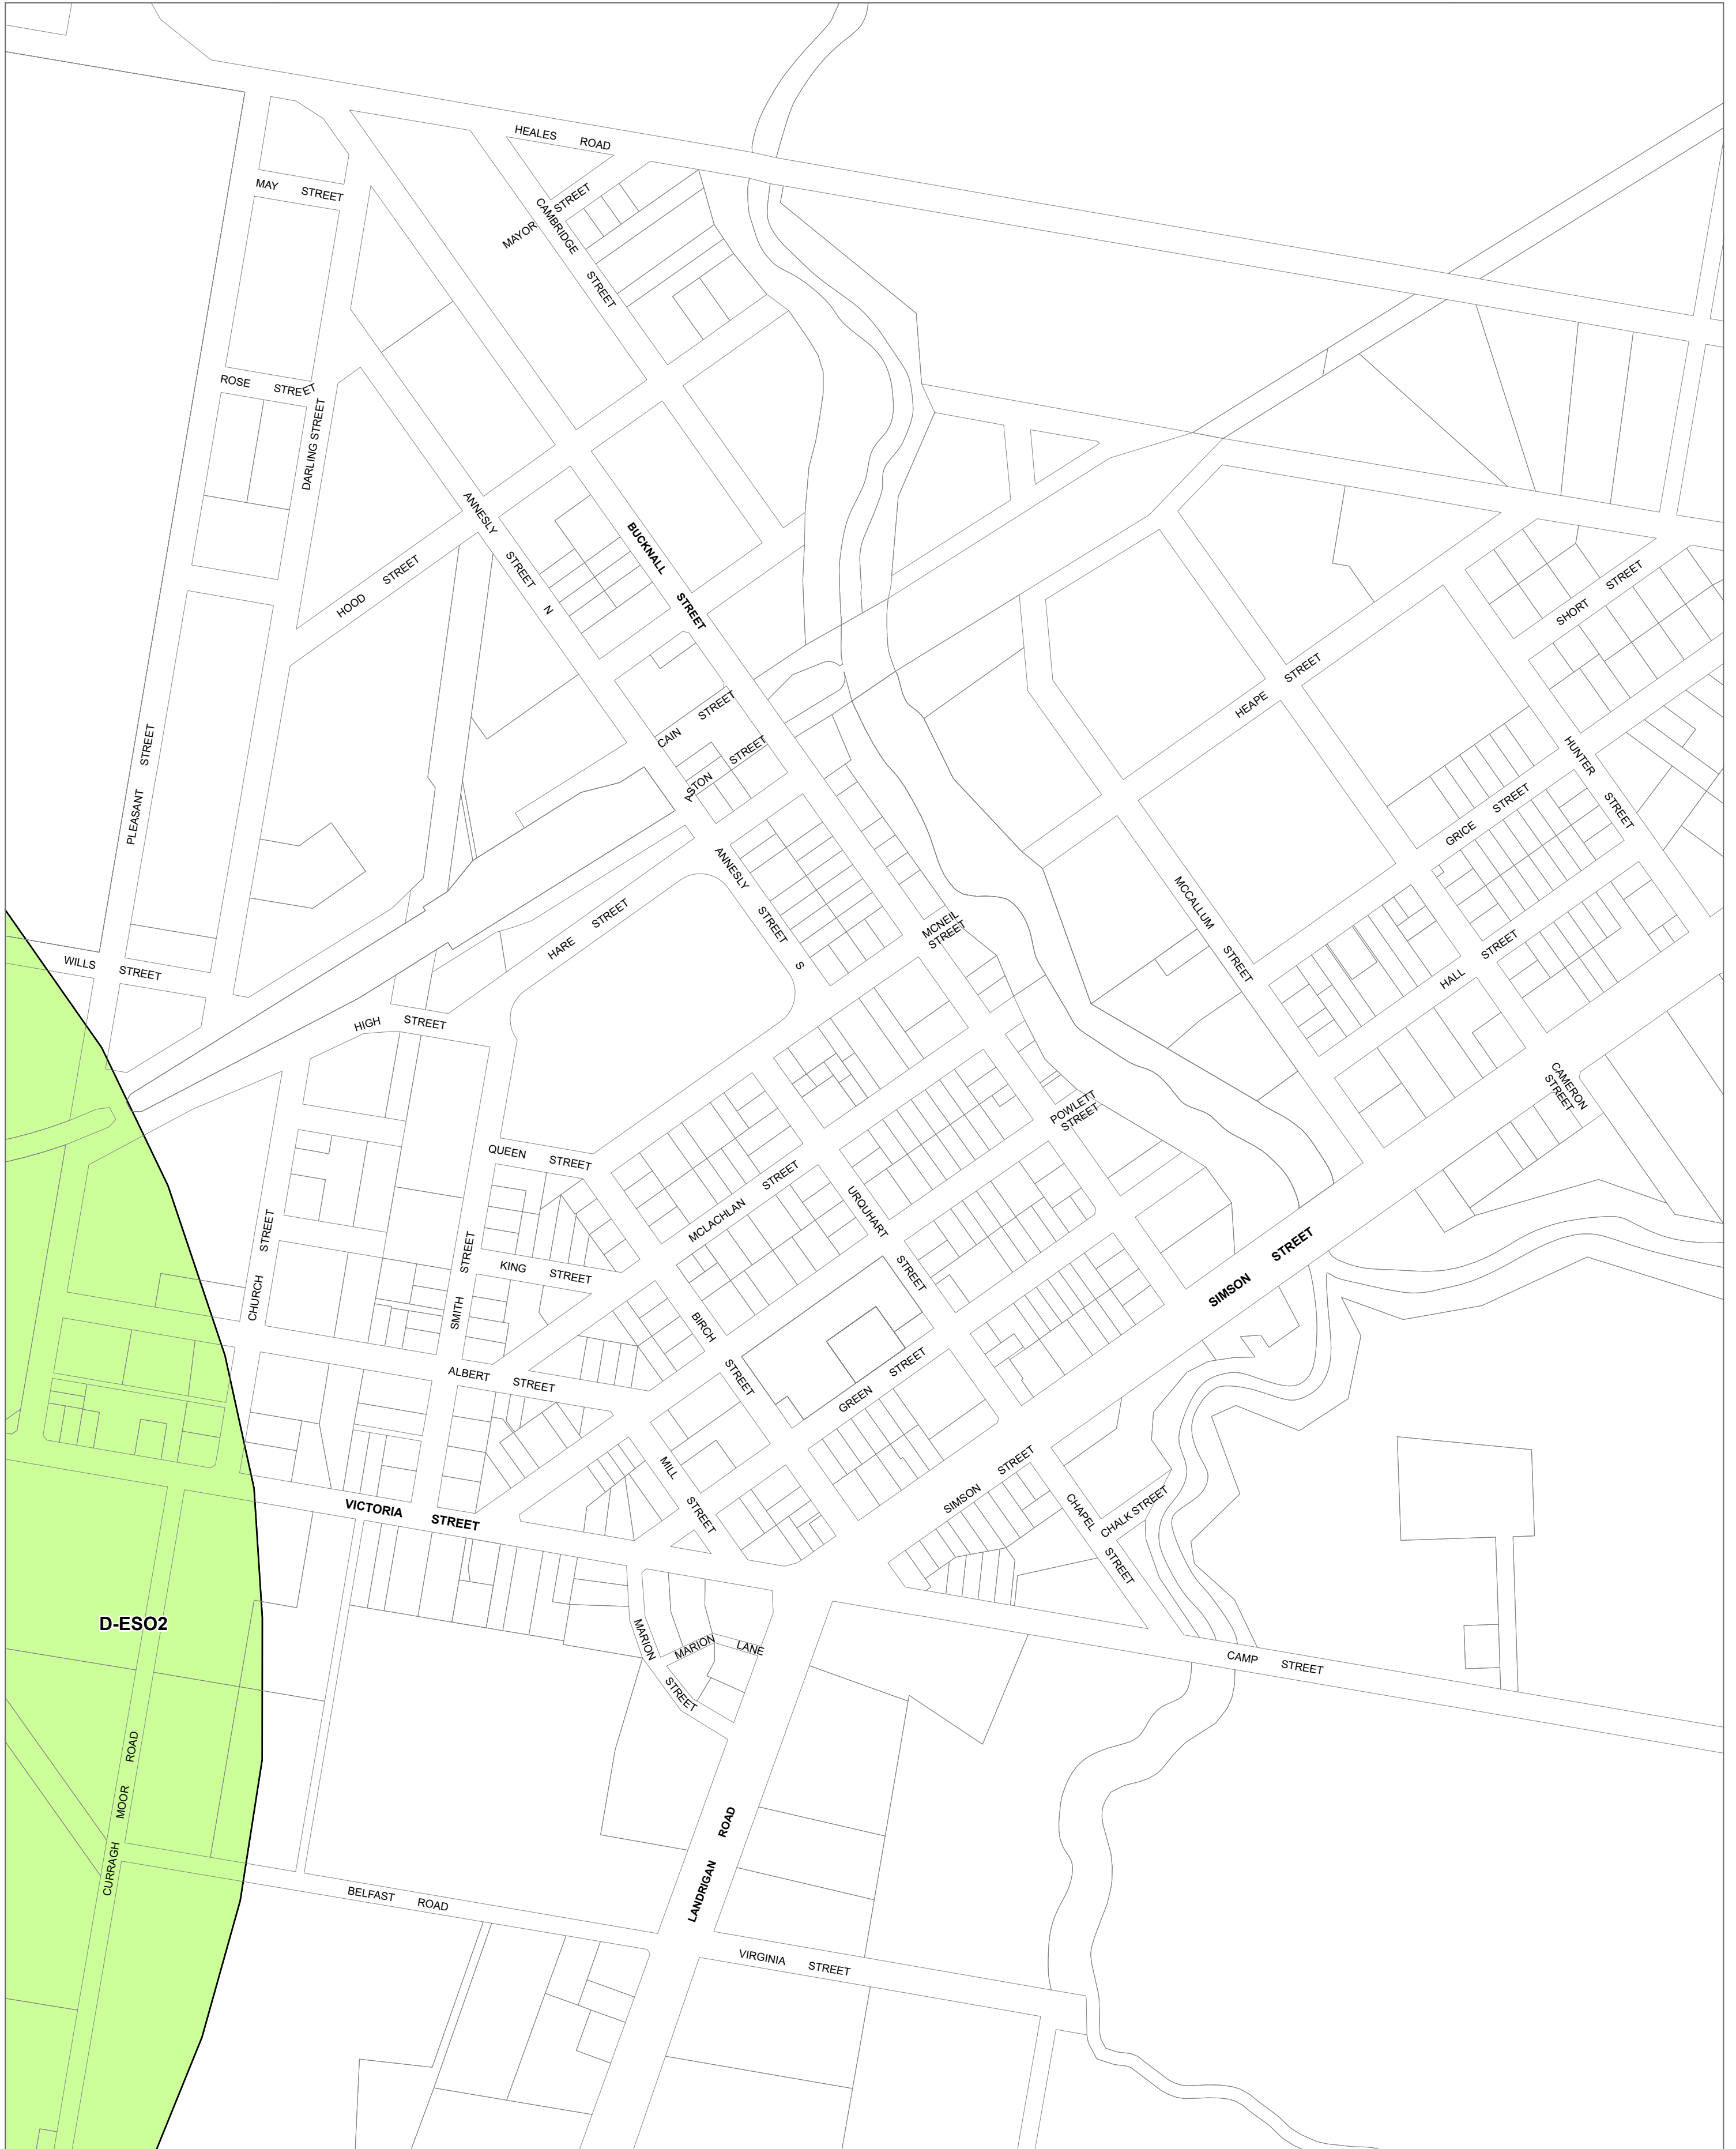 HEALES ROAD
MAY STREET
MAYOR STREET
CAMBRIDGE STREET
ROSE STREET
DARLING STREET
ANNESLY STREET N
BUCKNALL STREET
HOOD STREET
SHORT STREET
HEAPE STREET
CAIN STREET
ASTON STREET
PLEASANT STREET
HUNTER STREET
GRICE STREET
ANNESLY STREET S
MCCALLUM STREET
HARE STREET
MCNEIL STREET
HALL STREET
WILLS STREET
HIGH STREET
CAMERON STREET
POWLETT STREET
QUEEN STREET
MCLACHLAN STREET
URQUHART STREET
CHURCH STREET
SMITH STREET
KING STREET
SIMSON STREET
BIRCH STREET
ALBERT STREET
GREEN STREET
MILL STREET
SIMSON STREET
CHAPEL STREET
CHALK STREET
VICTORIA STREET
D-ESO2
MARION STREET
MARION LANE
CAMP STREET
CURRAGH MOOR ROAD
LANDRIGAN ROAD
BELFAST ROAD
VIRGINIA STREET